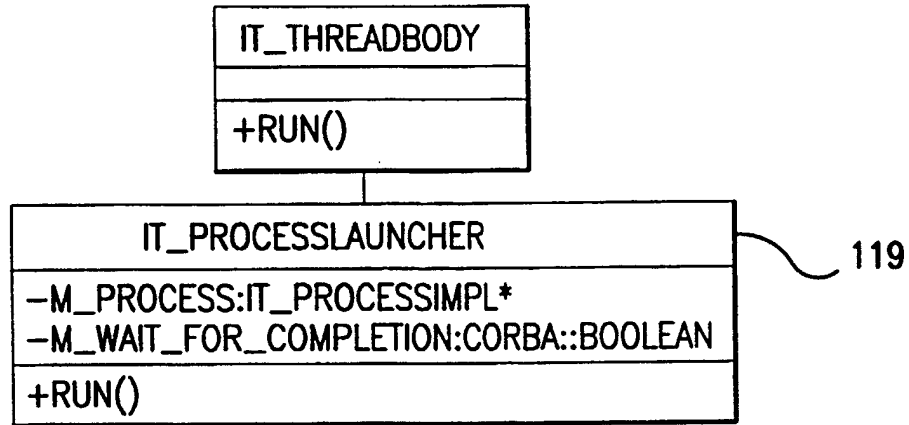 IT_THREADBODY
+RUN()
IT_PROCESSLAUNCHER
119
-M_PROCESS:IT_PROCESSIMPL*
-M_WAIT_FOR_COMPLETION:CORBA::BOOLEAN
+RUN()